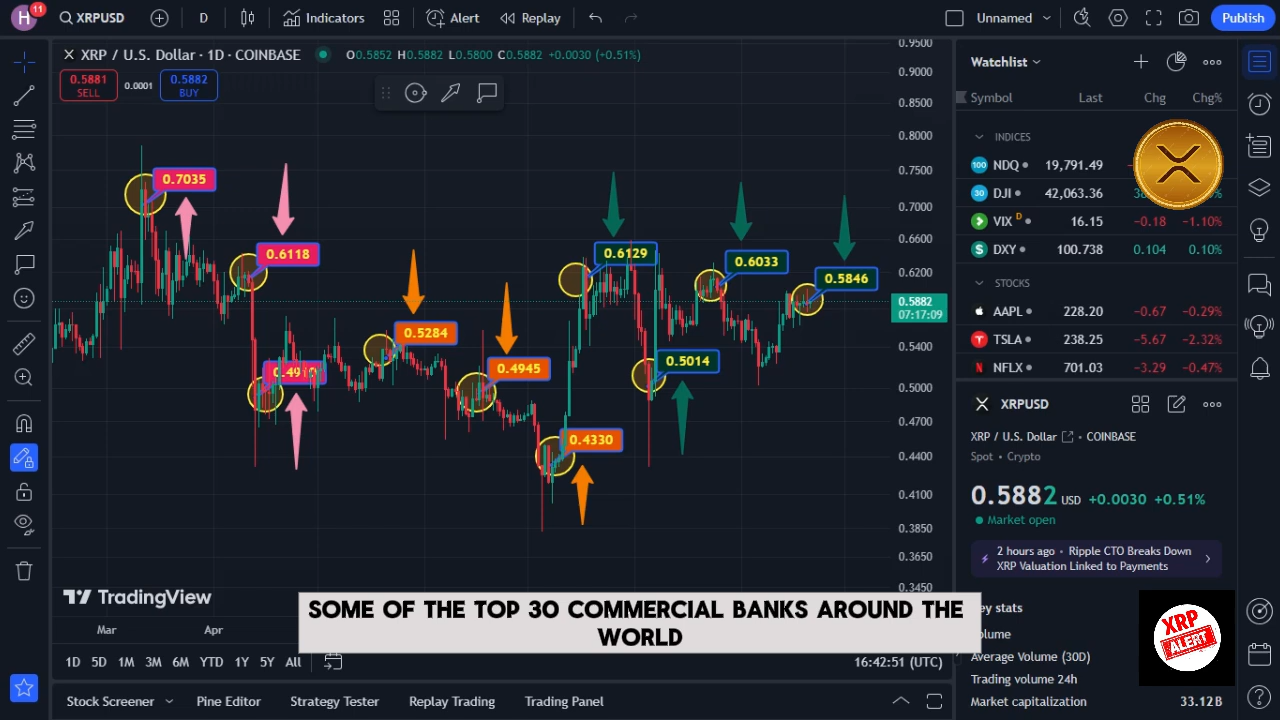 H
11
XRPUSD
D
Indicators
Alert
Replay
Unnamed
Publish
XRP / U.S. Dollar · 1D · COINBASE
O0.5852 H0.5882 L0.5800 C0.5882 +0.0030 (+0.51%)
0.5881
SELL
0.0001
0.5882
BUY
0.9500
0.9000
0.8500
0.8000
0.7500
0.7000
0.6600
0.6200
0.5882
07:17:09
0.5400
0.5000
0.4700
0.4400
0.4100
0.3850
0.3650
0.3450
0.7035
0.6118
0.5284
0.4945
0.4330
0.6129
0.5014
0.6033
0.5846
TradingView
Mar
Apr
SOME OF THE TOP 30 COMMERCIAL BANKS AROUND THE
WORLD
1D 5D 1M 3M 6M YTD 1Y 5Y All
16:42:51 (UTC)
Stock Screener
Pine Editor
Strategy Tester
Replay Trading
Trading Panel
Watchlist
Symbol Last Chg Chg%
INDICES
100 NDQ 19,791.49
30 DJI 42,063.36
VIX D 16.15 −0.18 −1.10%
$ DXY 100.738 0.104 0.10%
STOCKS
AAPL 228.20 −0.67 −0.29%
TSLA 238.25 −5.67 −2.32%
NFLX 701.03 −3.29 −0.47%
XRPUSD
XRP / U.S. Dollar COINBASE
Spot • Crypto
0.5882 USD +0.0030 +0.51%
Market open
2 hours ago • Ripple CTO Breaks Down
XRP Valuation Linked to Payments
Average Volume (30D)
Trading volume 24h
Market capitalization 33.12B
XRP
ALERT